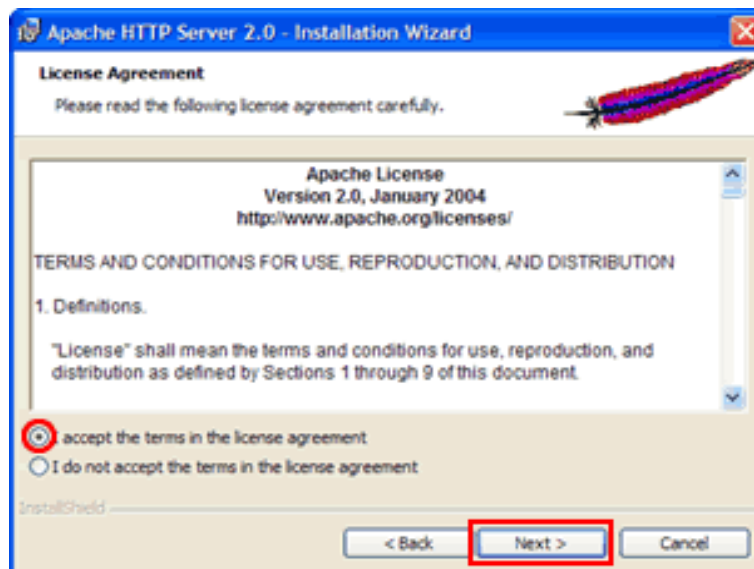 Apache HTTP Server 2.0 - Installation Wizard
License Agreement
Please read the following license agreement carefully.
Apache License
Version 2.0, January 2004
http://www.apache.org/licenses/
TERMS AND CONDITIONS FOR USE, REPRODUCTION, AND DISTRIBUTION
1. Definitions.
"License" shall mean the terms and conditions for use, reproduction, and
distribution as defined by Sections 1 through 9 of this document.
I accept the terms in the license agreement
I do not accept the terms in the license agreement
InstallShield
< Back
Next >
Cancel